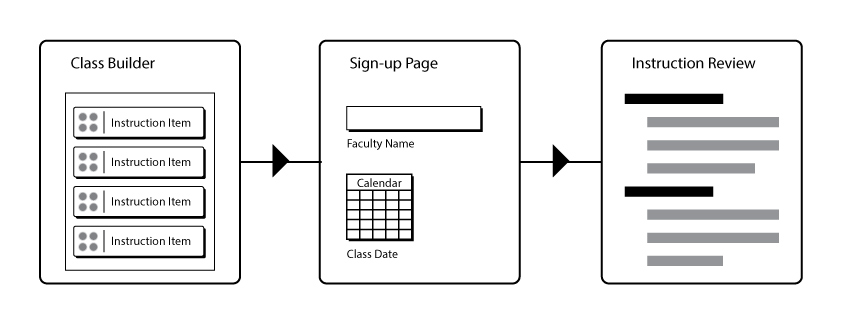 Class Builder
Instruction Item
Instruction Item
Instruction Item
Instruction Item
Sign-up Page
Faculty Name
Calendar
Class Date
Instruction Review